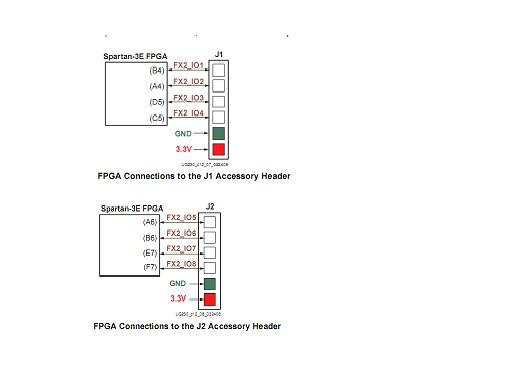 Spartan-3E FPGA
J1
(B4)
FX2_IO1
(A4)
FX2_IO2
(D5)
FX2_IO3
(C5)
FX2_IO4
GND
3.3V
FPGA Connections to the J1 Accessory Header
Spartan-3E FPGA
J2
(A6)
FX2_IO5
(B6)
FX2_IO6
(E7)
FX2_IO7
(F7)
FX2_IO8
GND
3.3V
FPGA Connections to the J2 Accessory Header